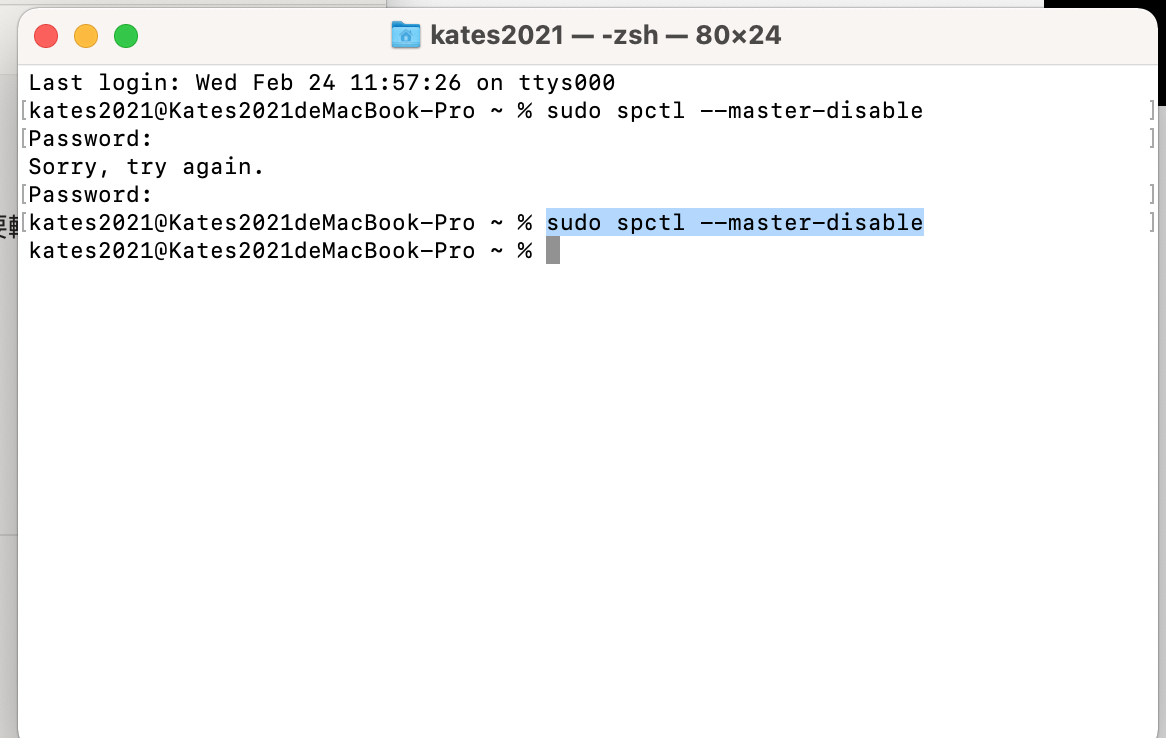 kates2021 — -zsh — 80×24
Last login: Wed Feb 24 11:57:26 on ttys000
[kates2021@Kates2021deMacBook-Pro ~ % sudo spctl --master-disable ]
[Password: ]
Sorry, try again.
[Password: ]
[kates2021@Kates2021deMacBook-Pro ~ % sudo spctl --master-disable ]
kates2021@Kates2021deMacBook-Pro ~ %